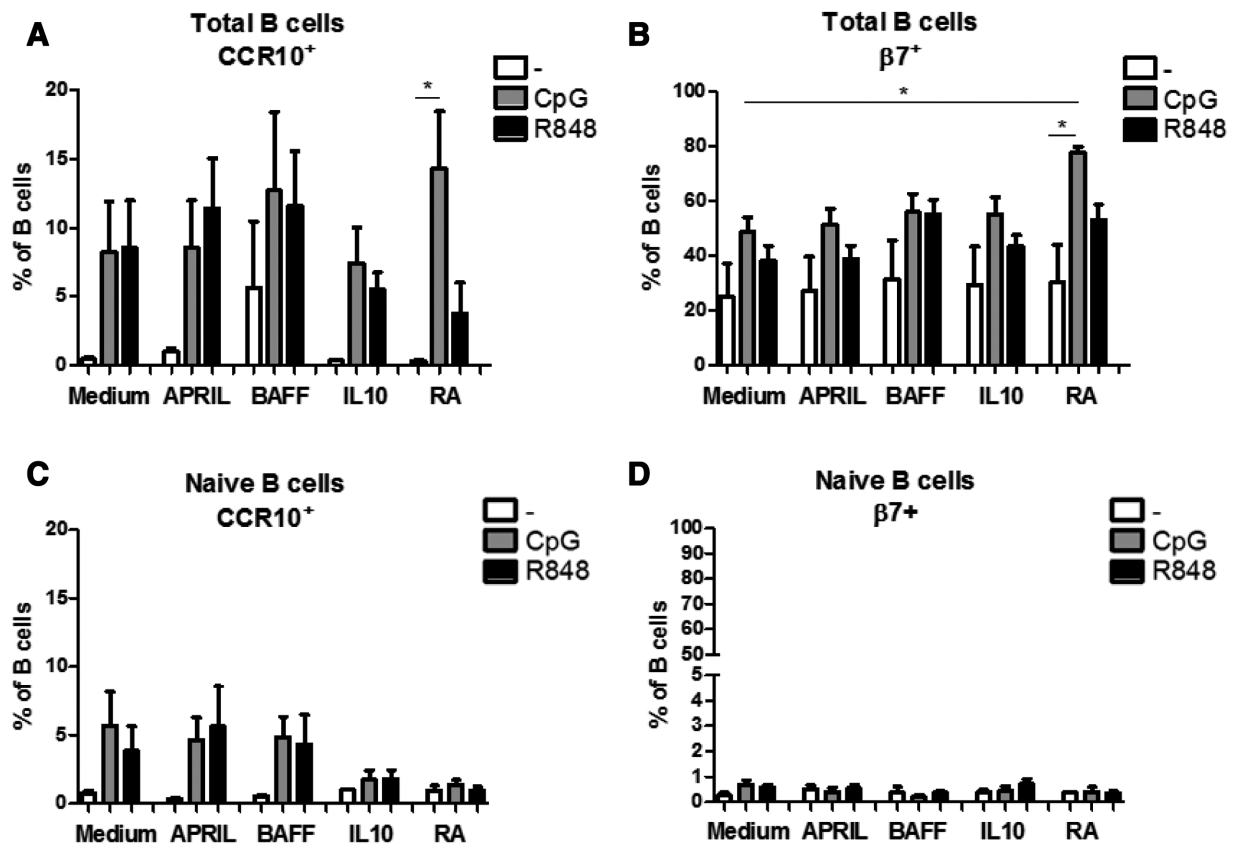 A
Total B cells
CCR10+
-
CpG
R848
*
20
15
10
5
0
% of B cells
Medium APRIL BAFF IL10 RA
B
Total B cells
β7+
-
CpG
R848
*
*
100
80
60
40
20
0
% of B cells
Medium APRIL BAFF IL10 RA
C
Naive B cells
CCR10+
-
CpG
R848
20
15
10
5
0
% of B cells
Medium APRIL BAFF IL10 RA
D
Naive B cells
β7+
-
CpG
R848
100
90
80
70
60
50
5
4
3
2
1
0
% of B cells
Medium APRIL BAFF IL10 RA